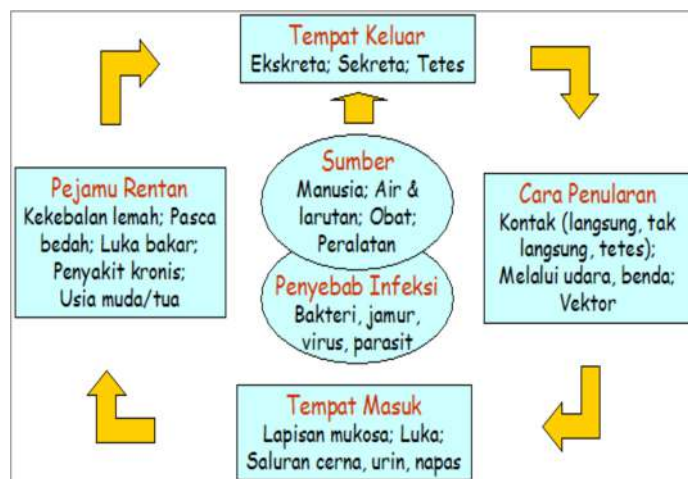 Tempat Keluar
Ekskreta; Sekreta; Tetes
Sumber
Manusia; Air &
larutan; Obat;
Peralatan
Penyebab Infeksi
Bakteri, jamur,
virus, parasit
Pejamu Rentan
Kekebalan lemah; Pasca
bedah; Luka bakar;
Penyakit kronis;
Usia muda/tua
Cara Penularan
Kontak (langsung, tak
langsung, tetes);
Melalui udara, benda;
Vektor
Tempat Masuk
Lapisan mukosa; Luka;
Saluran cerna, urin, napas